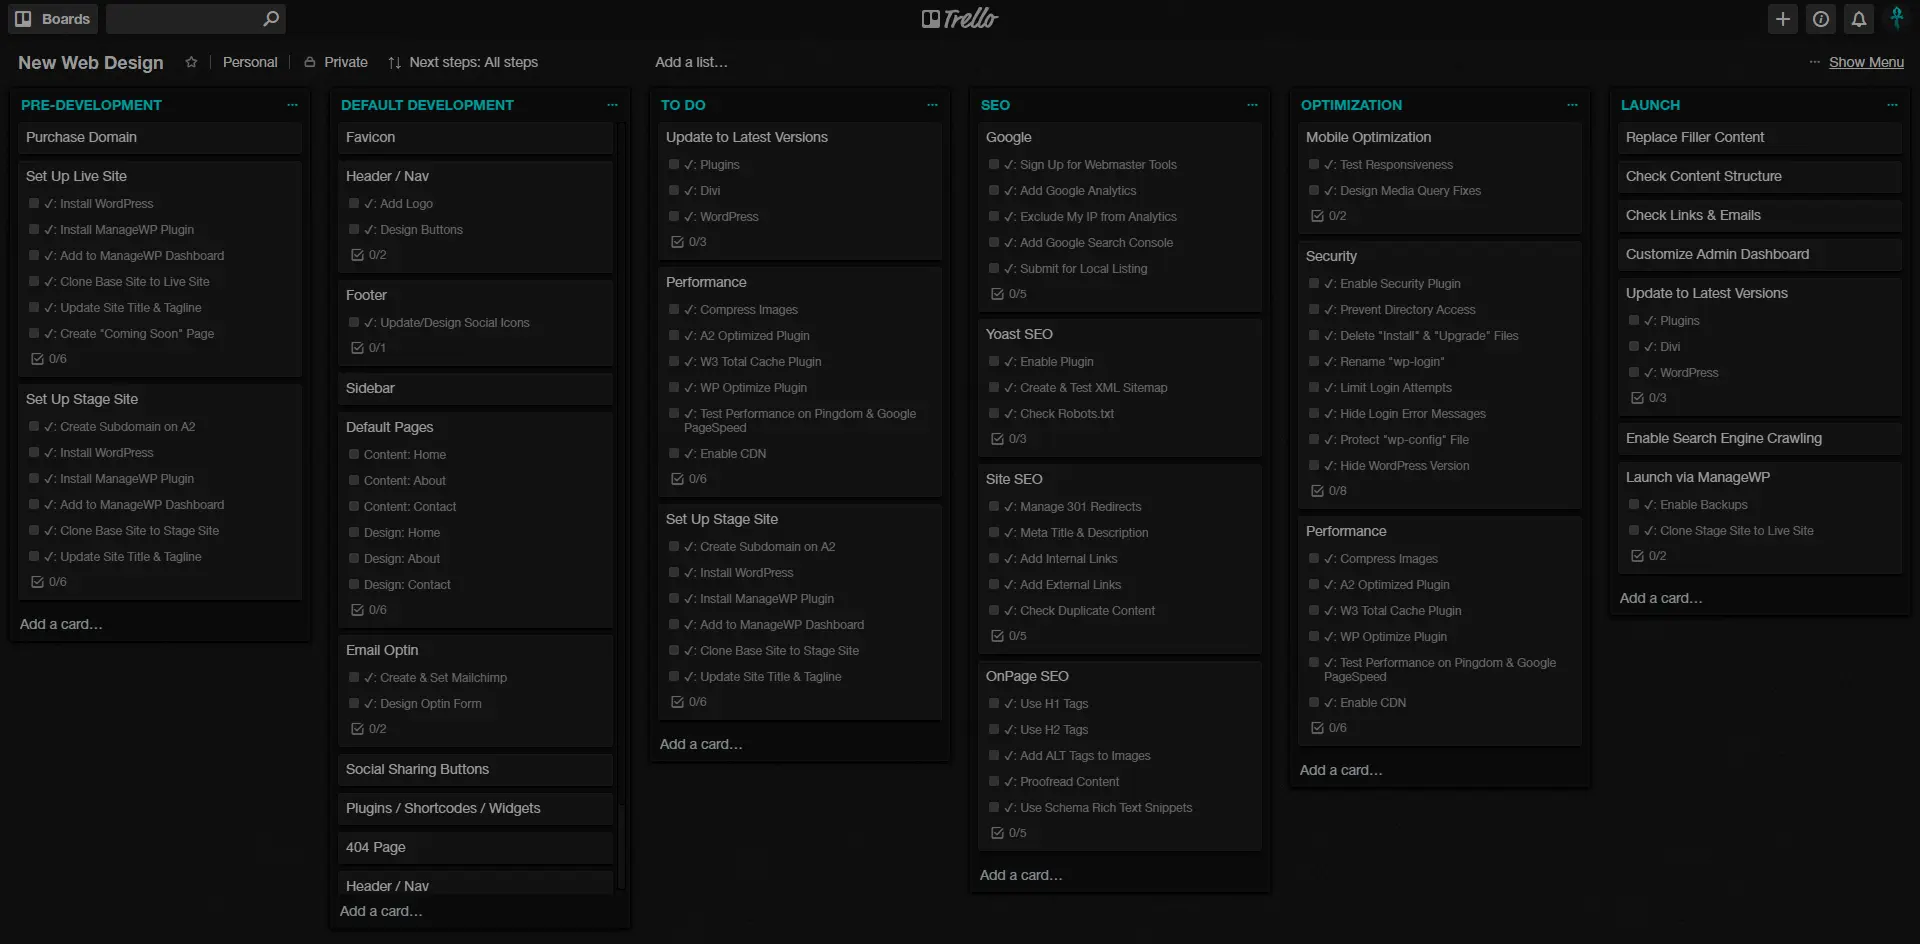 Boards
Trello
New Web Design
Personal
Private
Next steps: All steps
Add a list…
Show Menu
PRE-DEVELOPMENT
Purchase Domain
Set Up Live Site
✓: Install WordPress
✓: Install ManageWP Plugin
✓: Add to ManageWP Dashboard
✓: Clone Base Site to Live Site
✓: Update Site Title & Tagline
✓: Create "Coming Soon" Page
0/6
Set Up Stage Site
✓: Create Subdomain on A2
✓: Install WordPress
✓: Install ManageWP Plugin
✓: Add to ManageWP Dashboard
✓: Clone Base Site to Stage Site
✓: Update Site Title & Tagline
0/6
Add a card…
DEFAULT DEVELOPMENT
Favicon
Header / Nav
✓: Add Logo
✓: Design Buttons
0/2
Footer
✓: Update/Design Social Icons
0/1
Sidebar
Default Pages
Content: Home
Content: About
Content: Contact
Design: Home
Design: About
Design: Contact
0/6
Email Optin
✓: Create & Set Mailchimp
✓: Design Optin Form
0/2
Social Sharing Buttons
Plugins / Shortcodes / Widgets
404 Page
Header / Nav
Add a card…
TO DO
Update to Latest Versions
✓: Plugins
✓: Divi
✓: WordPress
0/3
Performance
✓: Compress Images
✓: A2 Optimized Plugin
✓: W3 Total Cache Plugin
✓: WP Optimize Plugin
✓: Test Performance on Pingdom & Google
PageSpeed
✓: Enable CDN
0/6
Set Up Stage Site
✓: Create Subdomain on A2
✓: Install WordPress
✓: Install ManageWP Plugin
✓: Add to ManageWP Dashboard
✓: Clone Base Site to Stage Site
✓: Update Site Title & Tagline
0/6
Add a card…
SEO
Google
✓: Sign Up for Webmaster Tools
✓: Add Google Analytics
✓: Exclude My IP from Analytics
✓: Add Google Search Console
✓: Submit for Local Listing
0/5
Yoast SEO
✓: Enable Plugin
✓: Create & Test XML Sitemap
✓: Check Robots.txt
0/3
Site SEO
✓: Manage 301 Redirects
✓: Meta Title & Description
✓: Add Internal Links
✓: Add External Links
✓: Check Duplicate Content
0/5
OnPage SEO
✓: Use H1 Tags
✓: Use H2 Tags
✓: Add ALT Tags to Images
✓: Proofread Content
✓: Use Schema Rich Text Snippets
0/5
Add a card…
OPTIMIZATION
Mobile Optimization
✓: Test Responsiveness
✓: Design Media Query Fixes
0/2
Security
✓: Enable Security Plugin
✓: Prevent Directory Access
✓: Delete "Install" & "Upgrade" Files
✓: Rename "wp-login"
✓: Limit Login Attempts
✓: Hide Login Error Messages
✓: Protect "wp-config" File
✓: Hide WordPress Version
0/8
Performance
✓: Compress Images
✓: A2 Optimized Plugin
✓: W3 Total Cache Plugin
✓: WP Optimize Plugin
✓: Test Performance on Pingdom & Google
PageSpeed
✓: Enable CDN
0/6
Add a card…
LAUNCH
Replace Filler Content
Check Content Structure
Check Links & Emails
Customize Admin Dashboard
Update to Latest Versions
✓: Plugins
✓: Divi
✓: WordPress
0/3
Enable Search Engine Crawling
Launch via ManageWP
✓: Enable Backups
✓: Clone Stage Site to Live Site
0/2
Add a card…